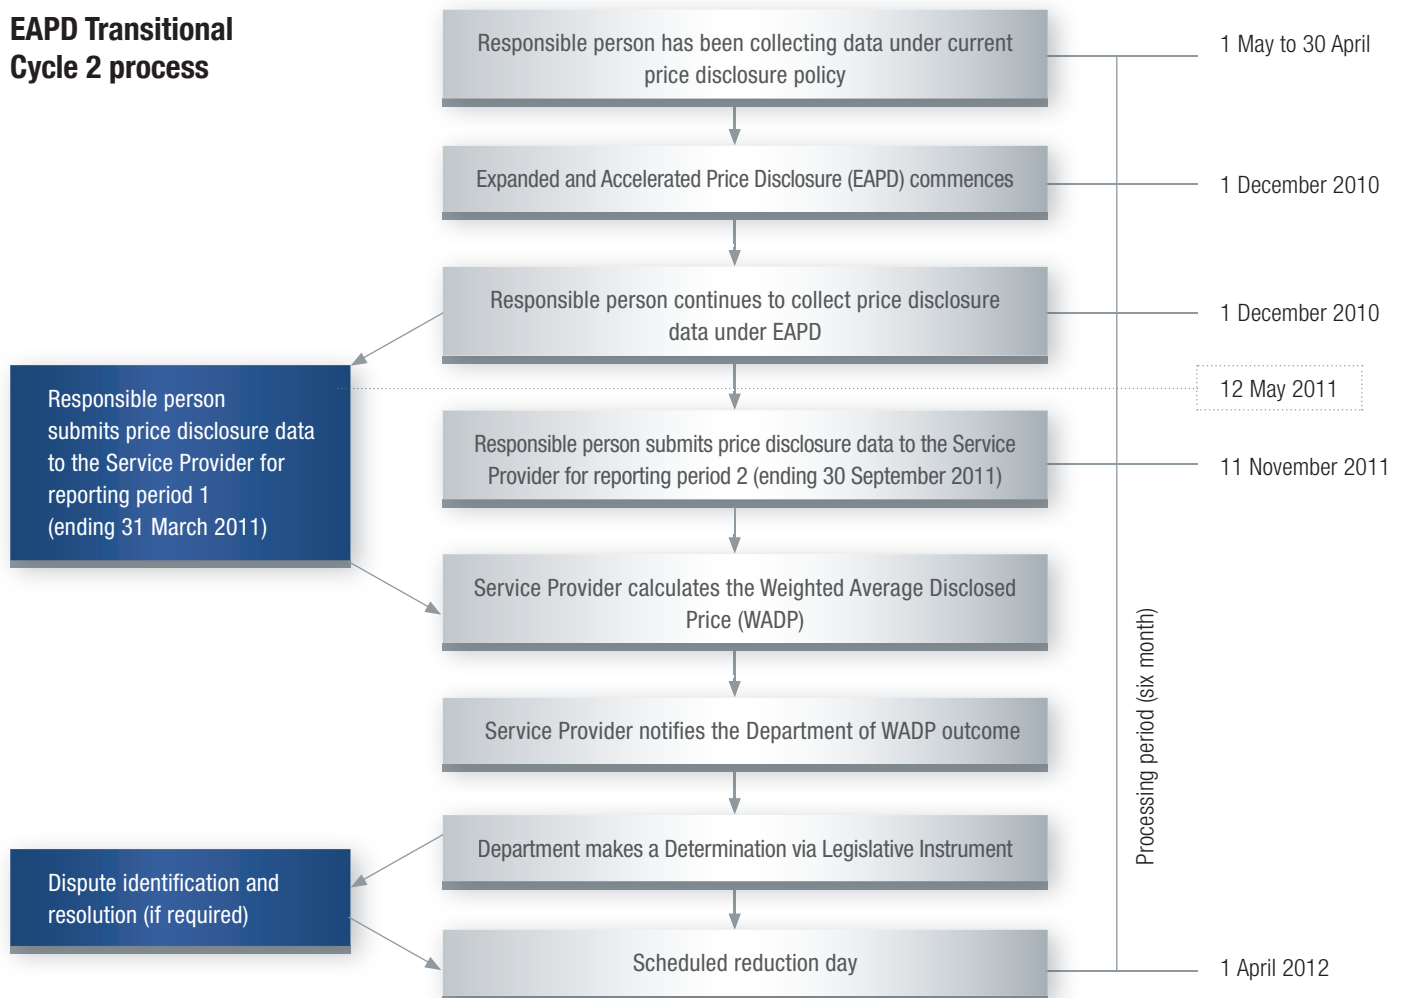 EAPD Transitional
Cycle 2 process
Responsible person has been collecting data under current
price disclosure policy
1 May to 30 April
Expanded and Accelerated Price Disclosure (EAPD) commences
1 December 2010
Responsible person continues to collect price disclosure
data under EAPD
1 December 2010
Responsible person
submits price disclosure data
to the Service Provider for
reporting period 1
(ending 31 March 2011)
12 May 2011
Responsible person submits price disclosure data to the Service
Provider for reporting period 2 (ending 30 September 2011)
11 November 2011
Service Provider calculates the Weighted Average Disclosed
Price (WADP)
Service Provider notifies the Department of WADP outcome
Processing period (six month)
Department makes a Determination via Legislative Instrument
Dispute identification and
resolution (if required)
Scheduled reduction day
1 April 2012